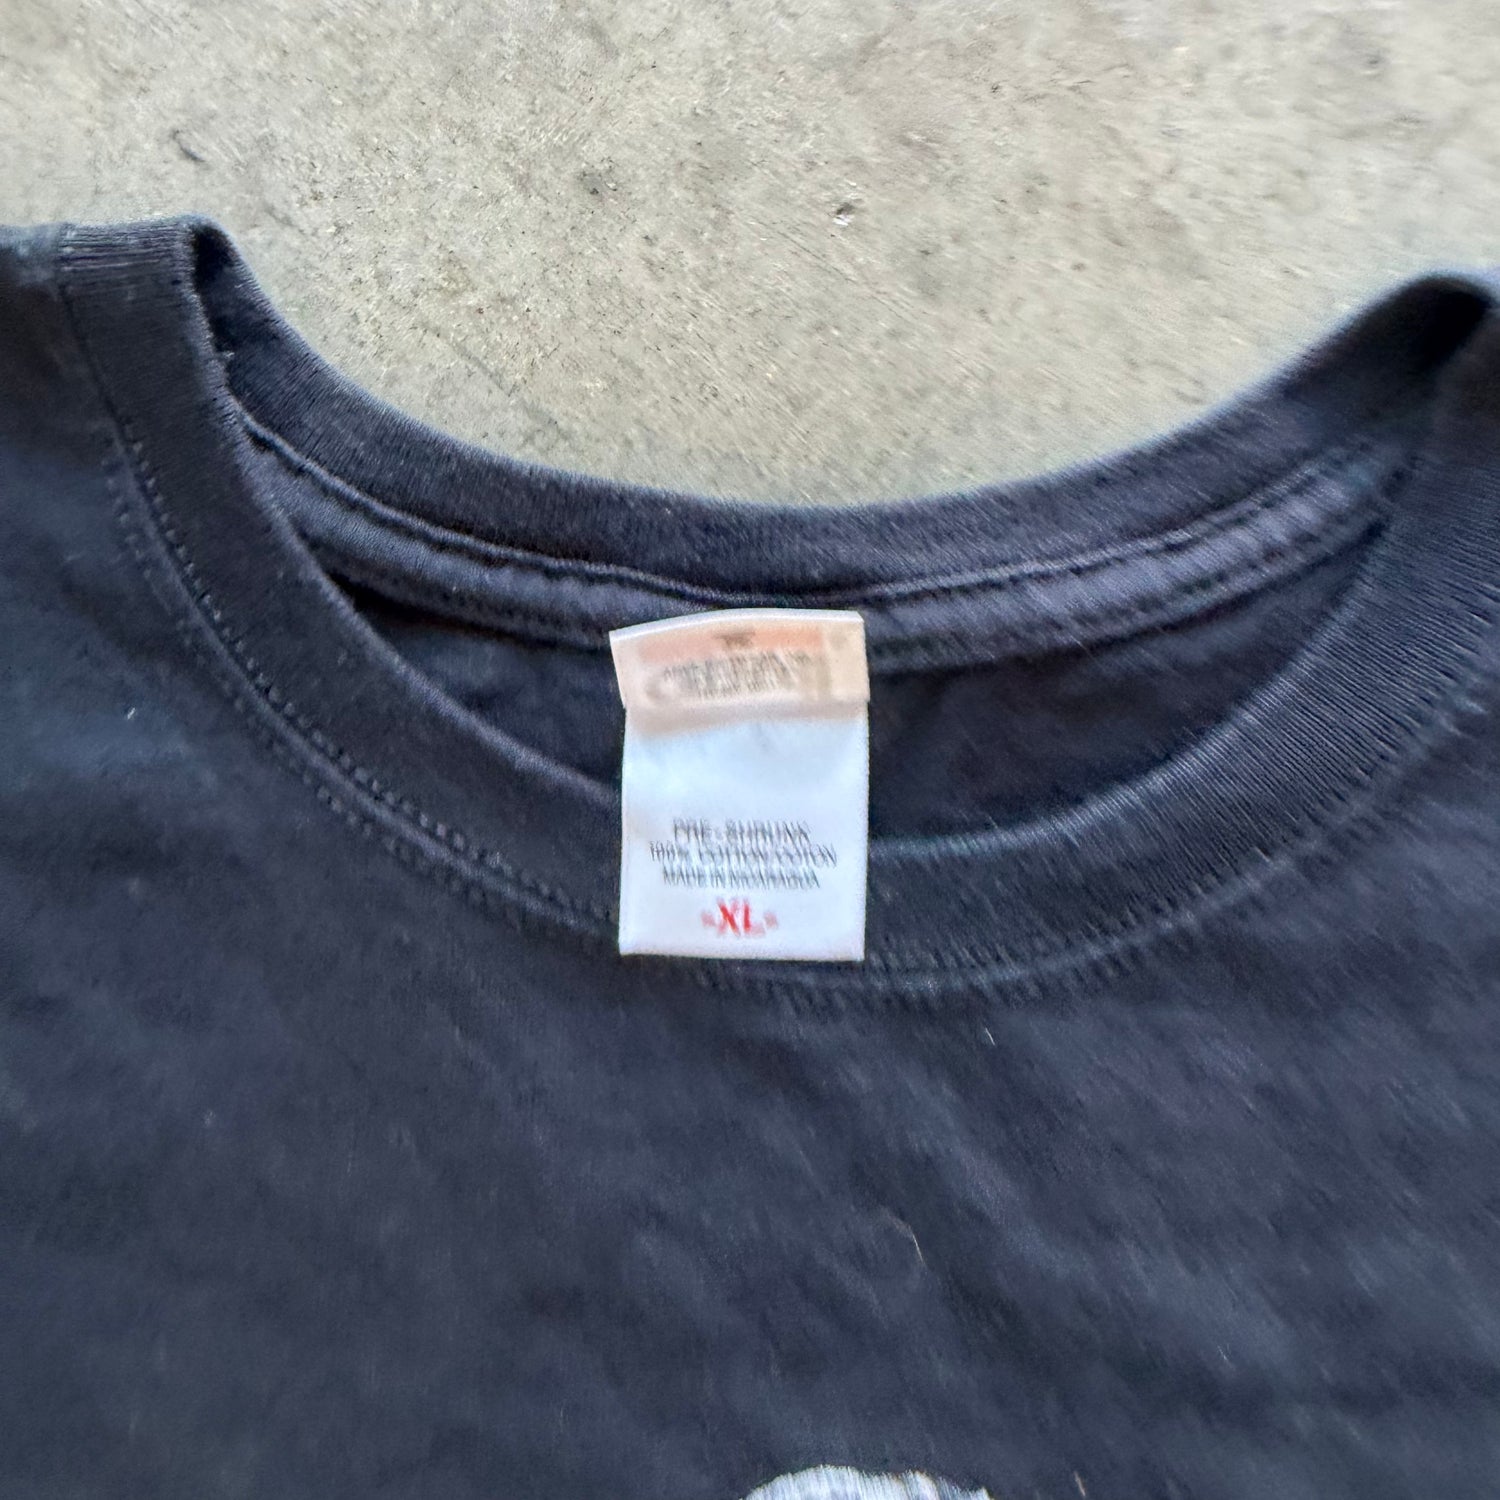 PRE-SHRUNK
100% COTTON/COTON
MADE IN NICARAGUA
XL